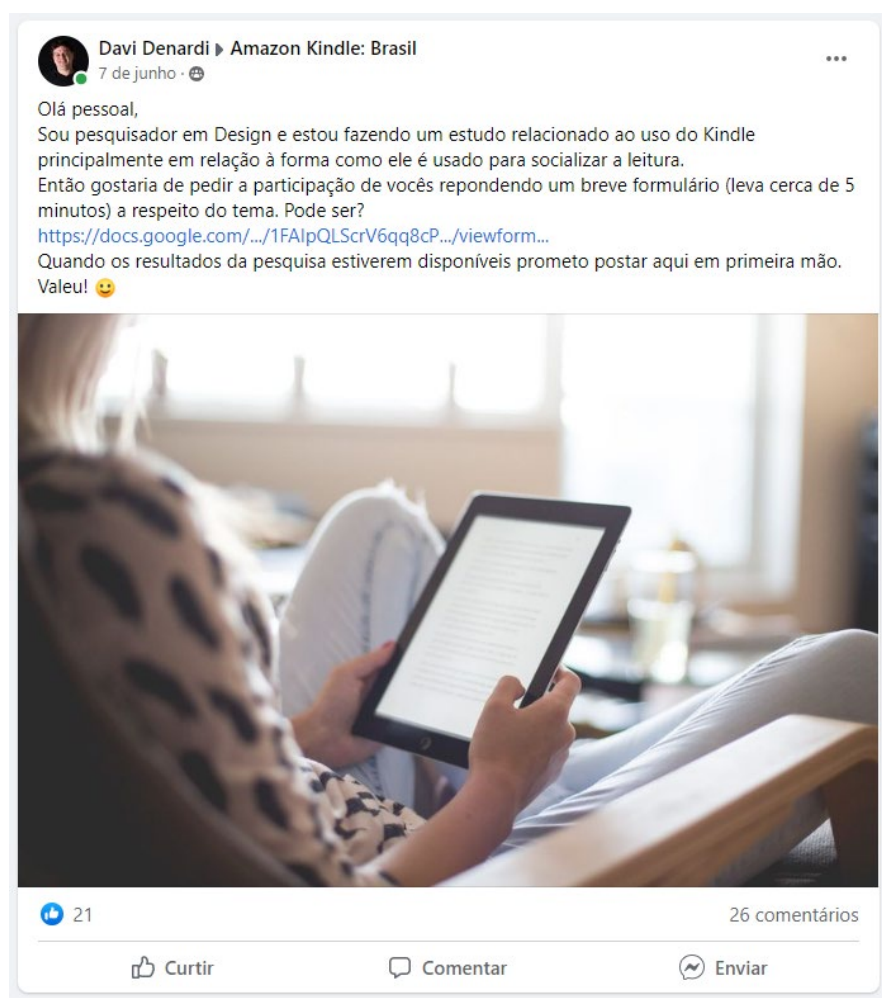 Davi Denardi ▸ Amazon Kindle: Brasil
7 de junho ·
Olá pessoal,
Sou pesquisador em Design e estou fazendo um estudo relacionado ao uso do Kindle
principalmente em relação à forma como ele é usado para socializar a leitura.
Então gostaria de pedir a participação de vocês repondendo um breve formulário (leva cerca de 5
minutos) a respeito do tema. Pode ser?
https://docs.google.com/.../1FAIpQLScrV6qq8cP.../viewform...
Quando os resultados da pesquisa estiverem disponíveis prometo postar aqui em primeira mão.
Valeu! 🙂
21
26 comentários
Curtir
Comentar
Enviar